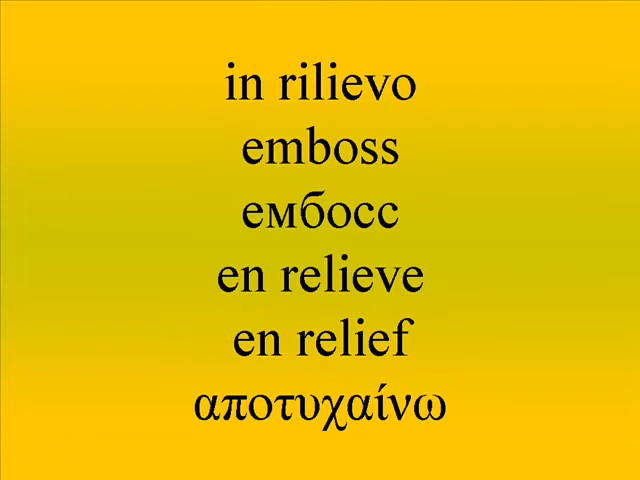 in rilievo
emboss
ембосс
en relieve
en relief
αποτυχαίνω